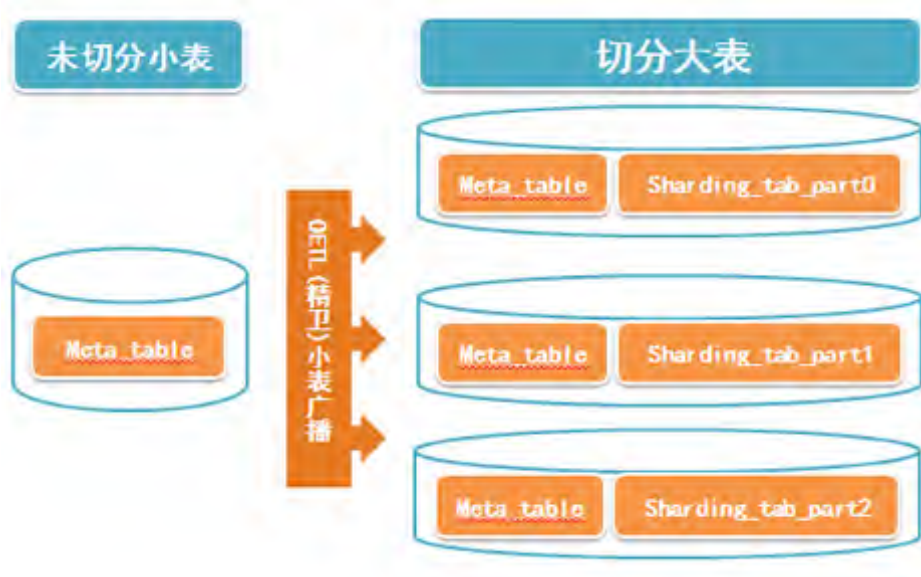 未切分小表
切分大表
Meta_table
Sharding_tab_part0
OETL(精卫)小表广播
Meta_table
Meta_table
Sharding_tab_part1
Meta_table
Sharding_tab_part2